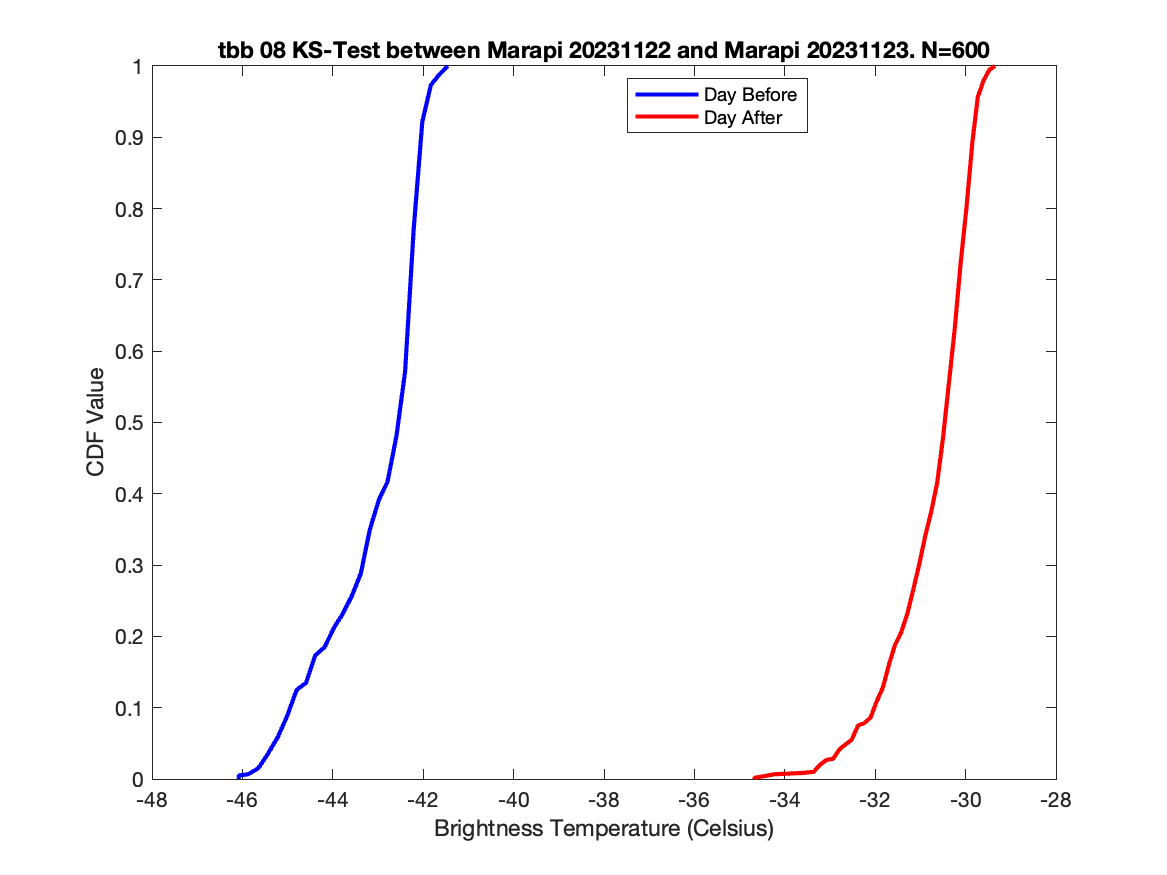 tbb 08 KS-Test between Marapi 20231122 and Marapi 20231123. N=600
1
0.9
0.8
0.7
0.6
0.5
0.4
0.3
0.2
0.1
0
CDF Value
Day Before
Day After
-48 -46 -44 -42 -40 -38 -36 -34 -32 -30 -28
Brightness Temperature (Celsius)